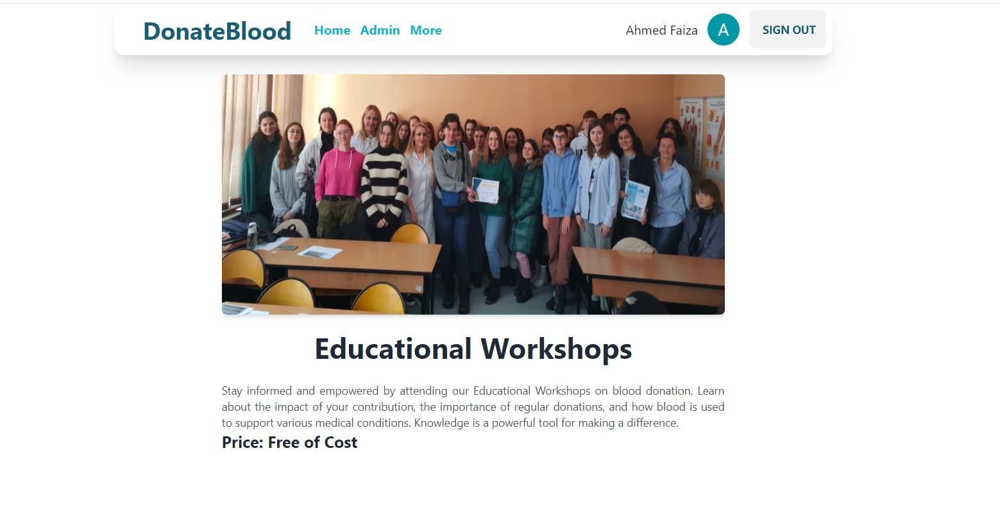 DonateBlood Home Admin More Ahmed Faiza A SIGN OUT
Educational Workshops
Stay informed and empowered by attending our Educational Workshops on blood donation. Learn
about the impact of your contribution, the importance of regular donations, and how blood is used
to support various medical conditions. Knowledge is a powerful tool for making a difference.
Price: Free of Cost